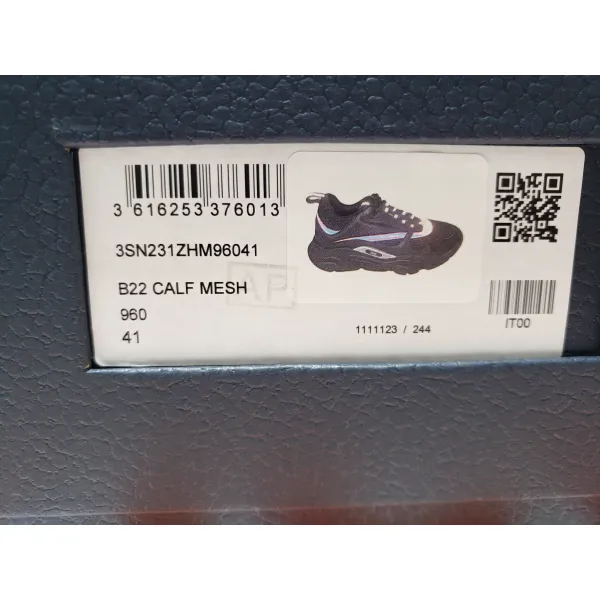 3 616253 376013
3SN231ZHM96041
B22 CALF MESH
AP
960
41
1111123 / 244
IT00